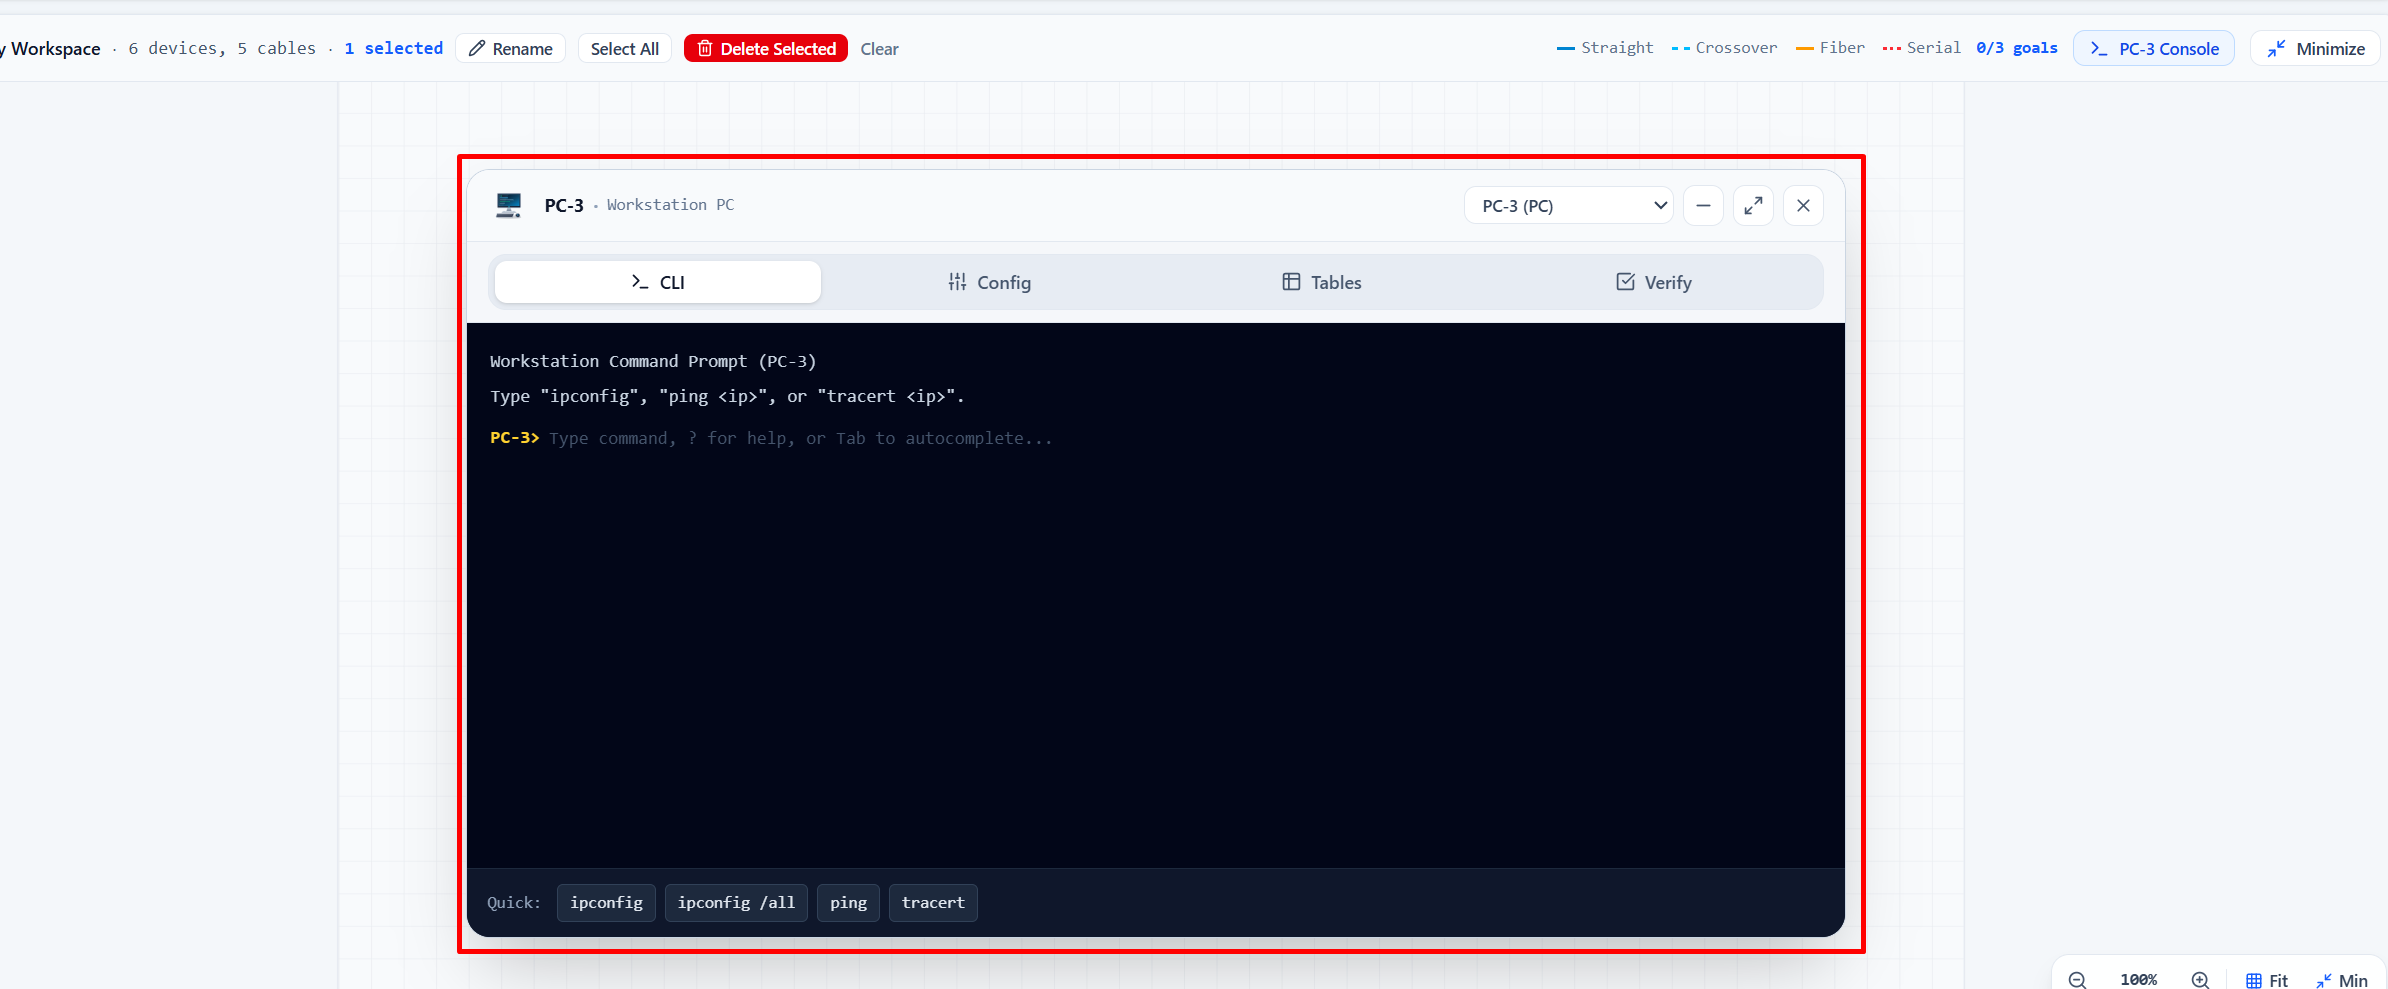 y Workspace · 6 devices, 5 cables · 1 selected Rename Select All Delete Selected Clear Straight Crossover Fiber Serial 0/3 goals PC-3 Console Minimize
PC-3 · Workstation PC PC-3 (PC)
CLI Config Tables Verify
Workstation Command Prompt (PC-3)
Type "ipconfig", "ping <ip>", or "tracert <ip>".
PC-3> Type command, ? for help, or Tab to autocomplete...
Quick: ipconfig ipconfig /all ping tracert
100% Fit Min